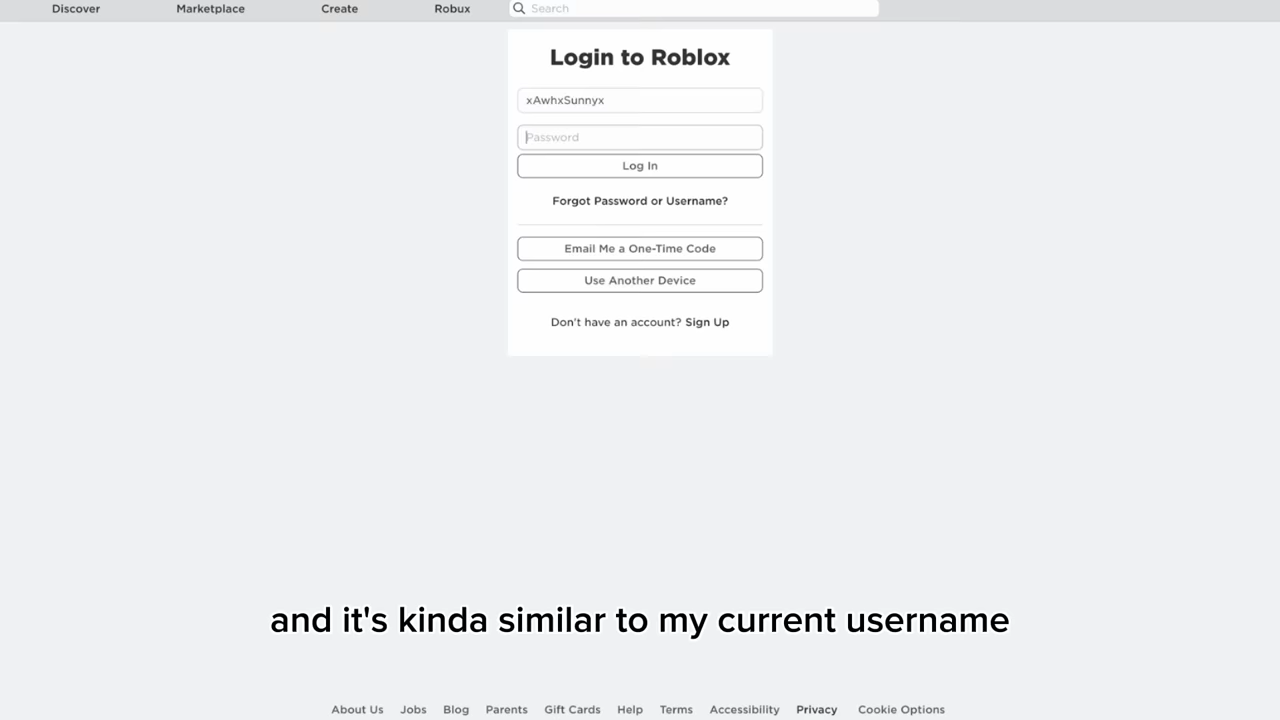 Discover Marketplace Create Robux Search
Login to Roblox
xAwhxSunnyx
Password
Log In
Forgot Password or Username?
Email Me a One-Time Code
Use Another Device
Don't have an account? Sign Up
and it's kinda similar to my current username
About Us Jobs Blog Parents Gift Cards Help Terms Accessibility Privacy Cookie Options